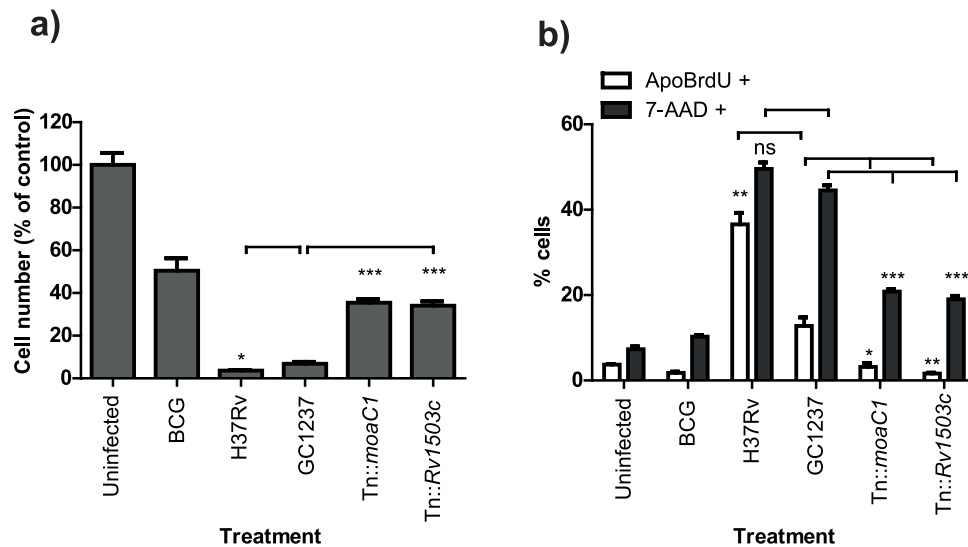 a)
Cell number (% of control)
120
100
80
60
40
20
0
*
***
***
Uninfected
BCG
H37Rv
GC1237
Tn::moaC1
Tn::Rv1503c
Treatment
b)
ApoBrdU +
7-AAD +
% cells
60
40
20
0
**
ns
*
***
**
***
Uninfected
BCG
H37Rv
GC1237
Tn::moaC1
Tn::Rv1503c
Treatment